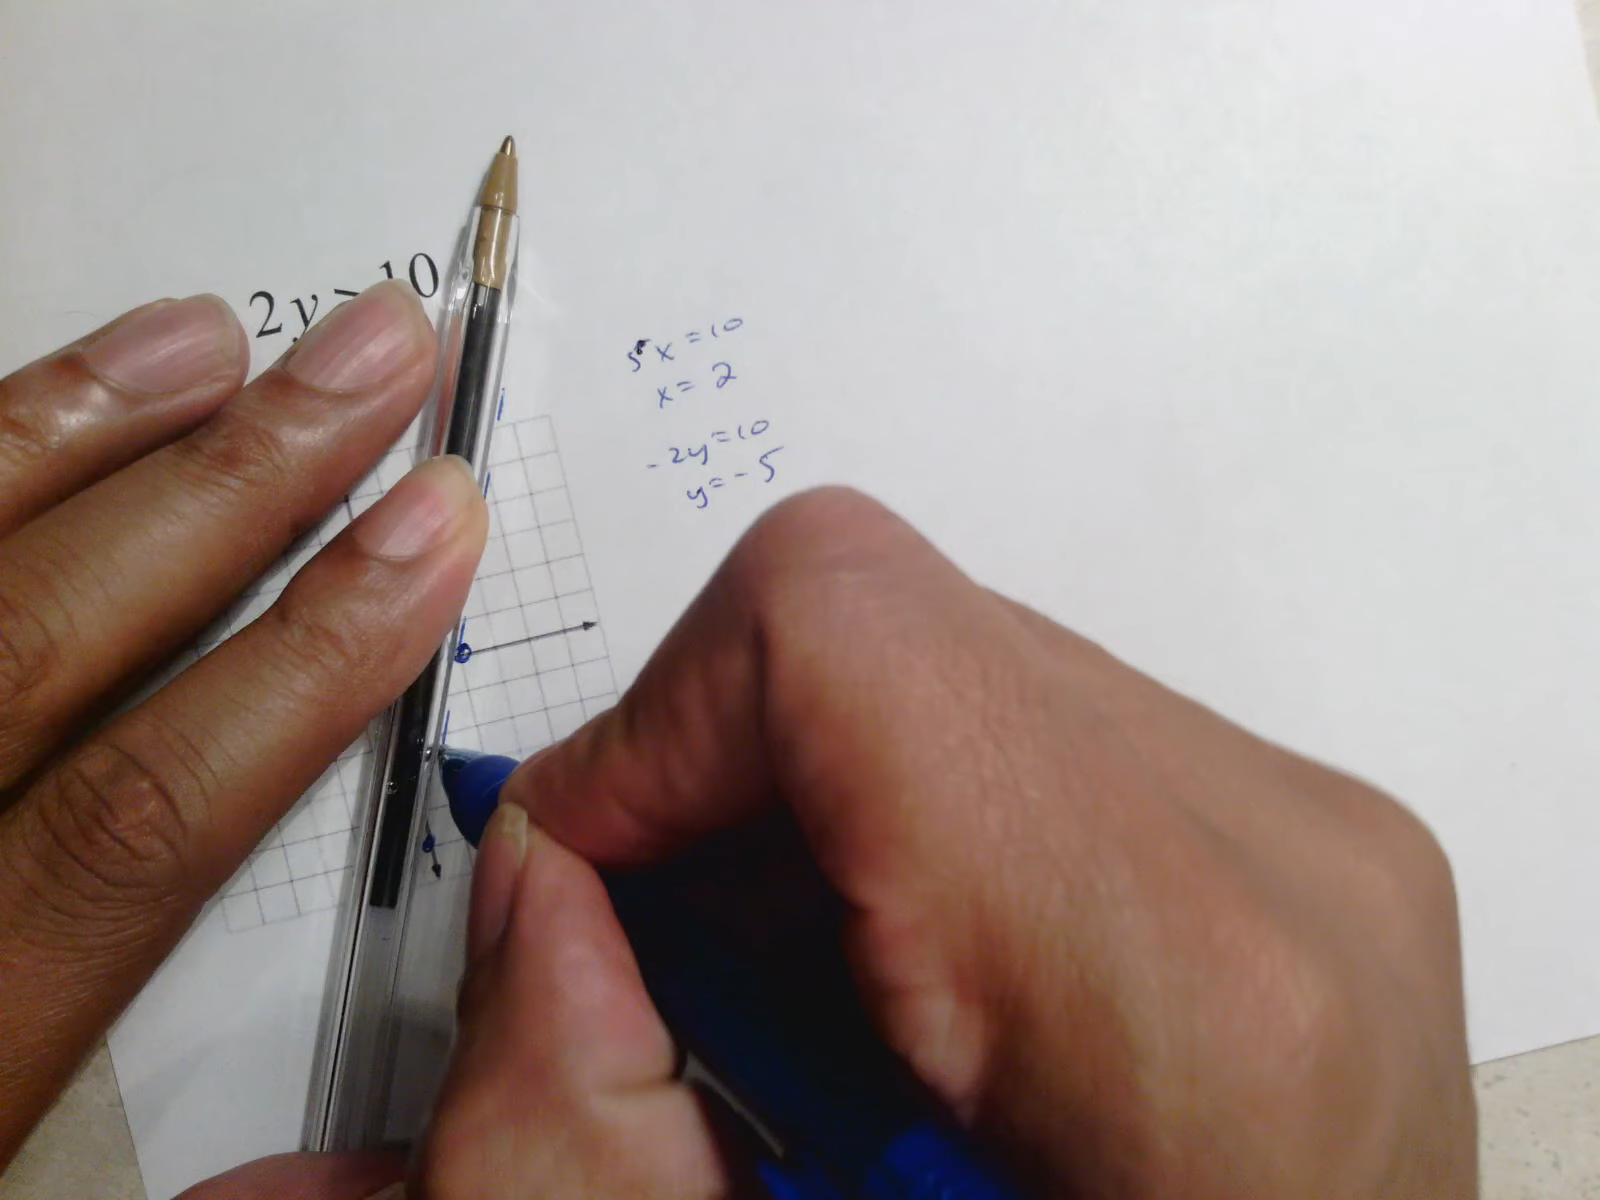 2y > 10
5x = 10
x = 2
-2y = 10
y = -5